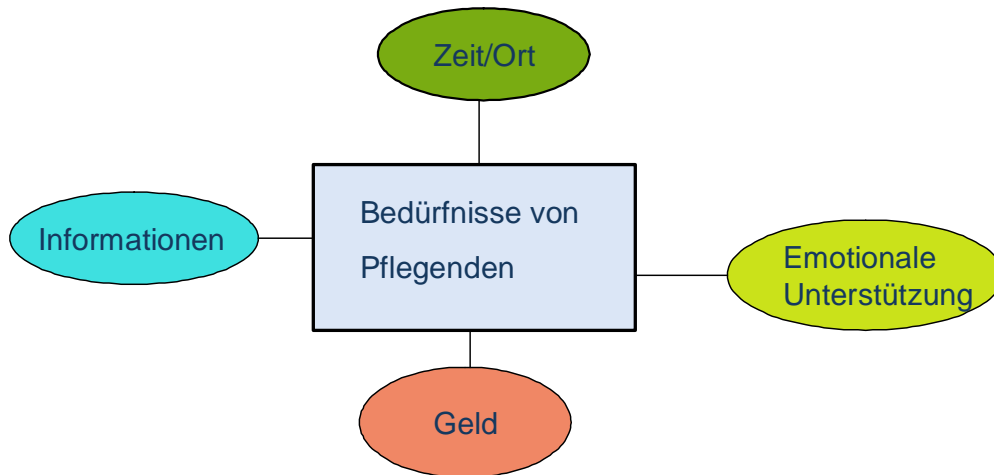 Zeit/Ort
Bedürfnisse von
Pflegenden
Informationen
Emotionale
Unterstützung
Geld